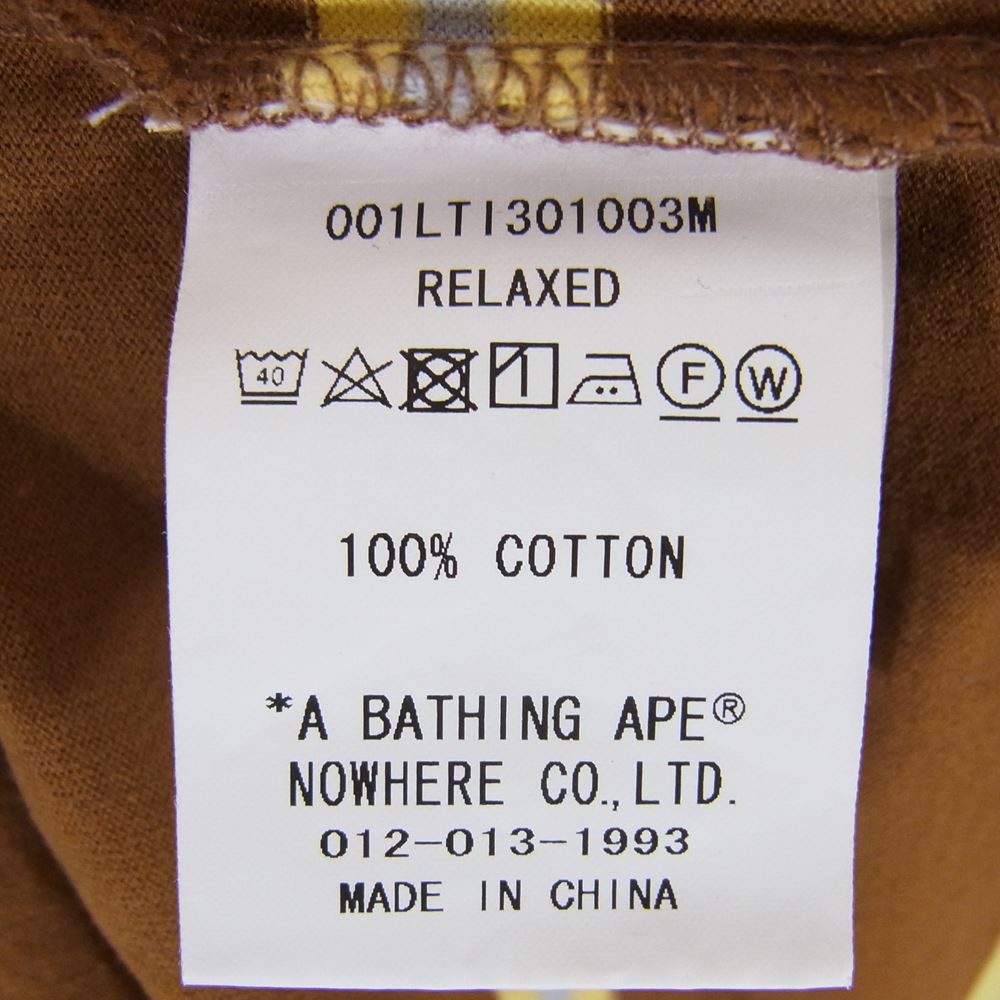 001LTI301003M
RELAXED
40 F W
100% COTTON
*A BATHING APE®
NOWHERE CO.,LTD.
012-013-1993
MADE IN CHINA